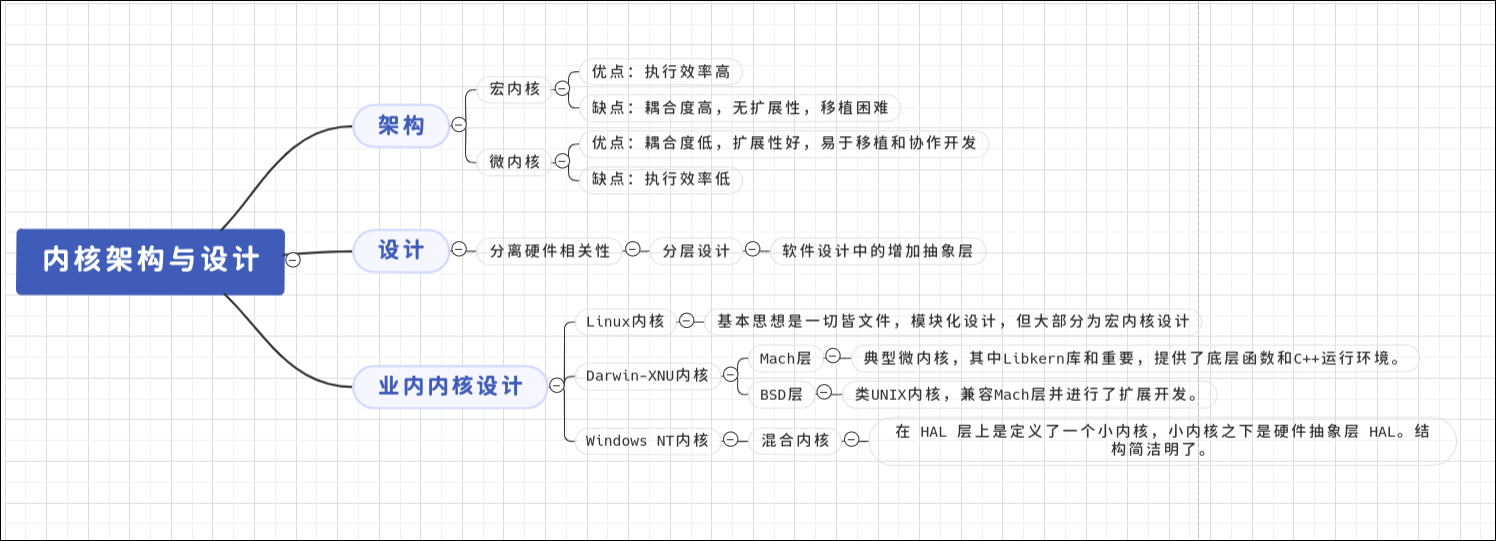 内核架构与设计
架构
宏内核
优点：执行效率高
缺点：耦合度高，无扩展性，移植困难
微内核
优点：耦合度低，扩展性好，易于移植和协作开发
缺点：执行效率低
设计
分离硬件相关性
分层设计
软件设计中的增加抽象层
业内内核设计
Linux内核
基本思想是一切皆文件，模块化设计，但大部分为宏内核设计
Darwin-XNU内核
Mach层
典型微内核，其中Libkern库和重要，提供了底层函数和C++运行环境。
BSD层
类UNIX内核，兼容Mach层并进行了扩展开发。
Windows NT内核
混合内核
在 HAL 层上是定义了一个小内核，小内核之下是硬件抽象层 HAL。结
构简洁明了。